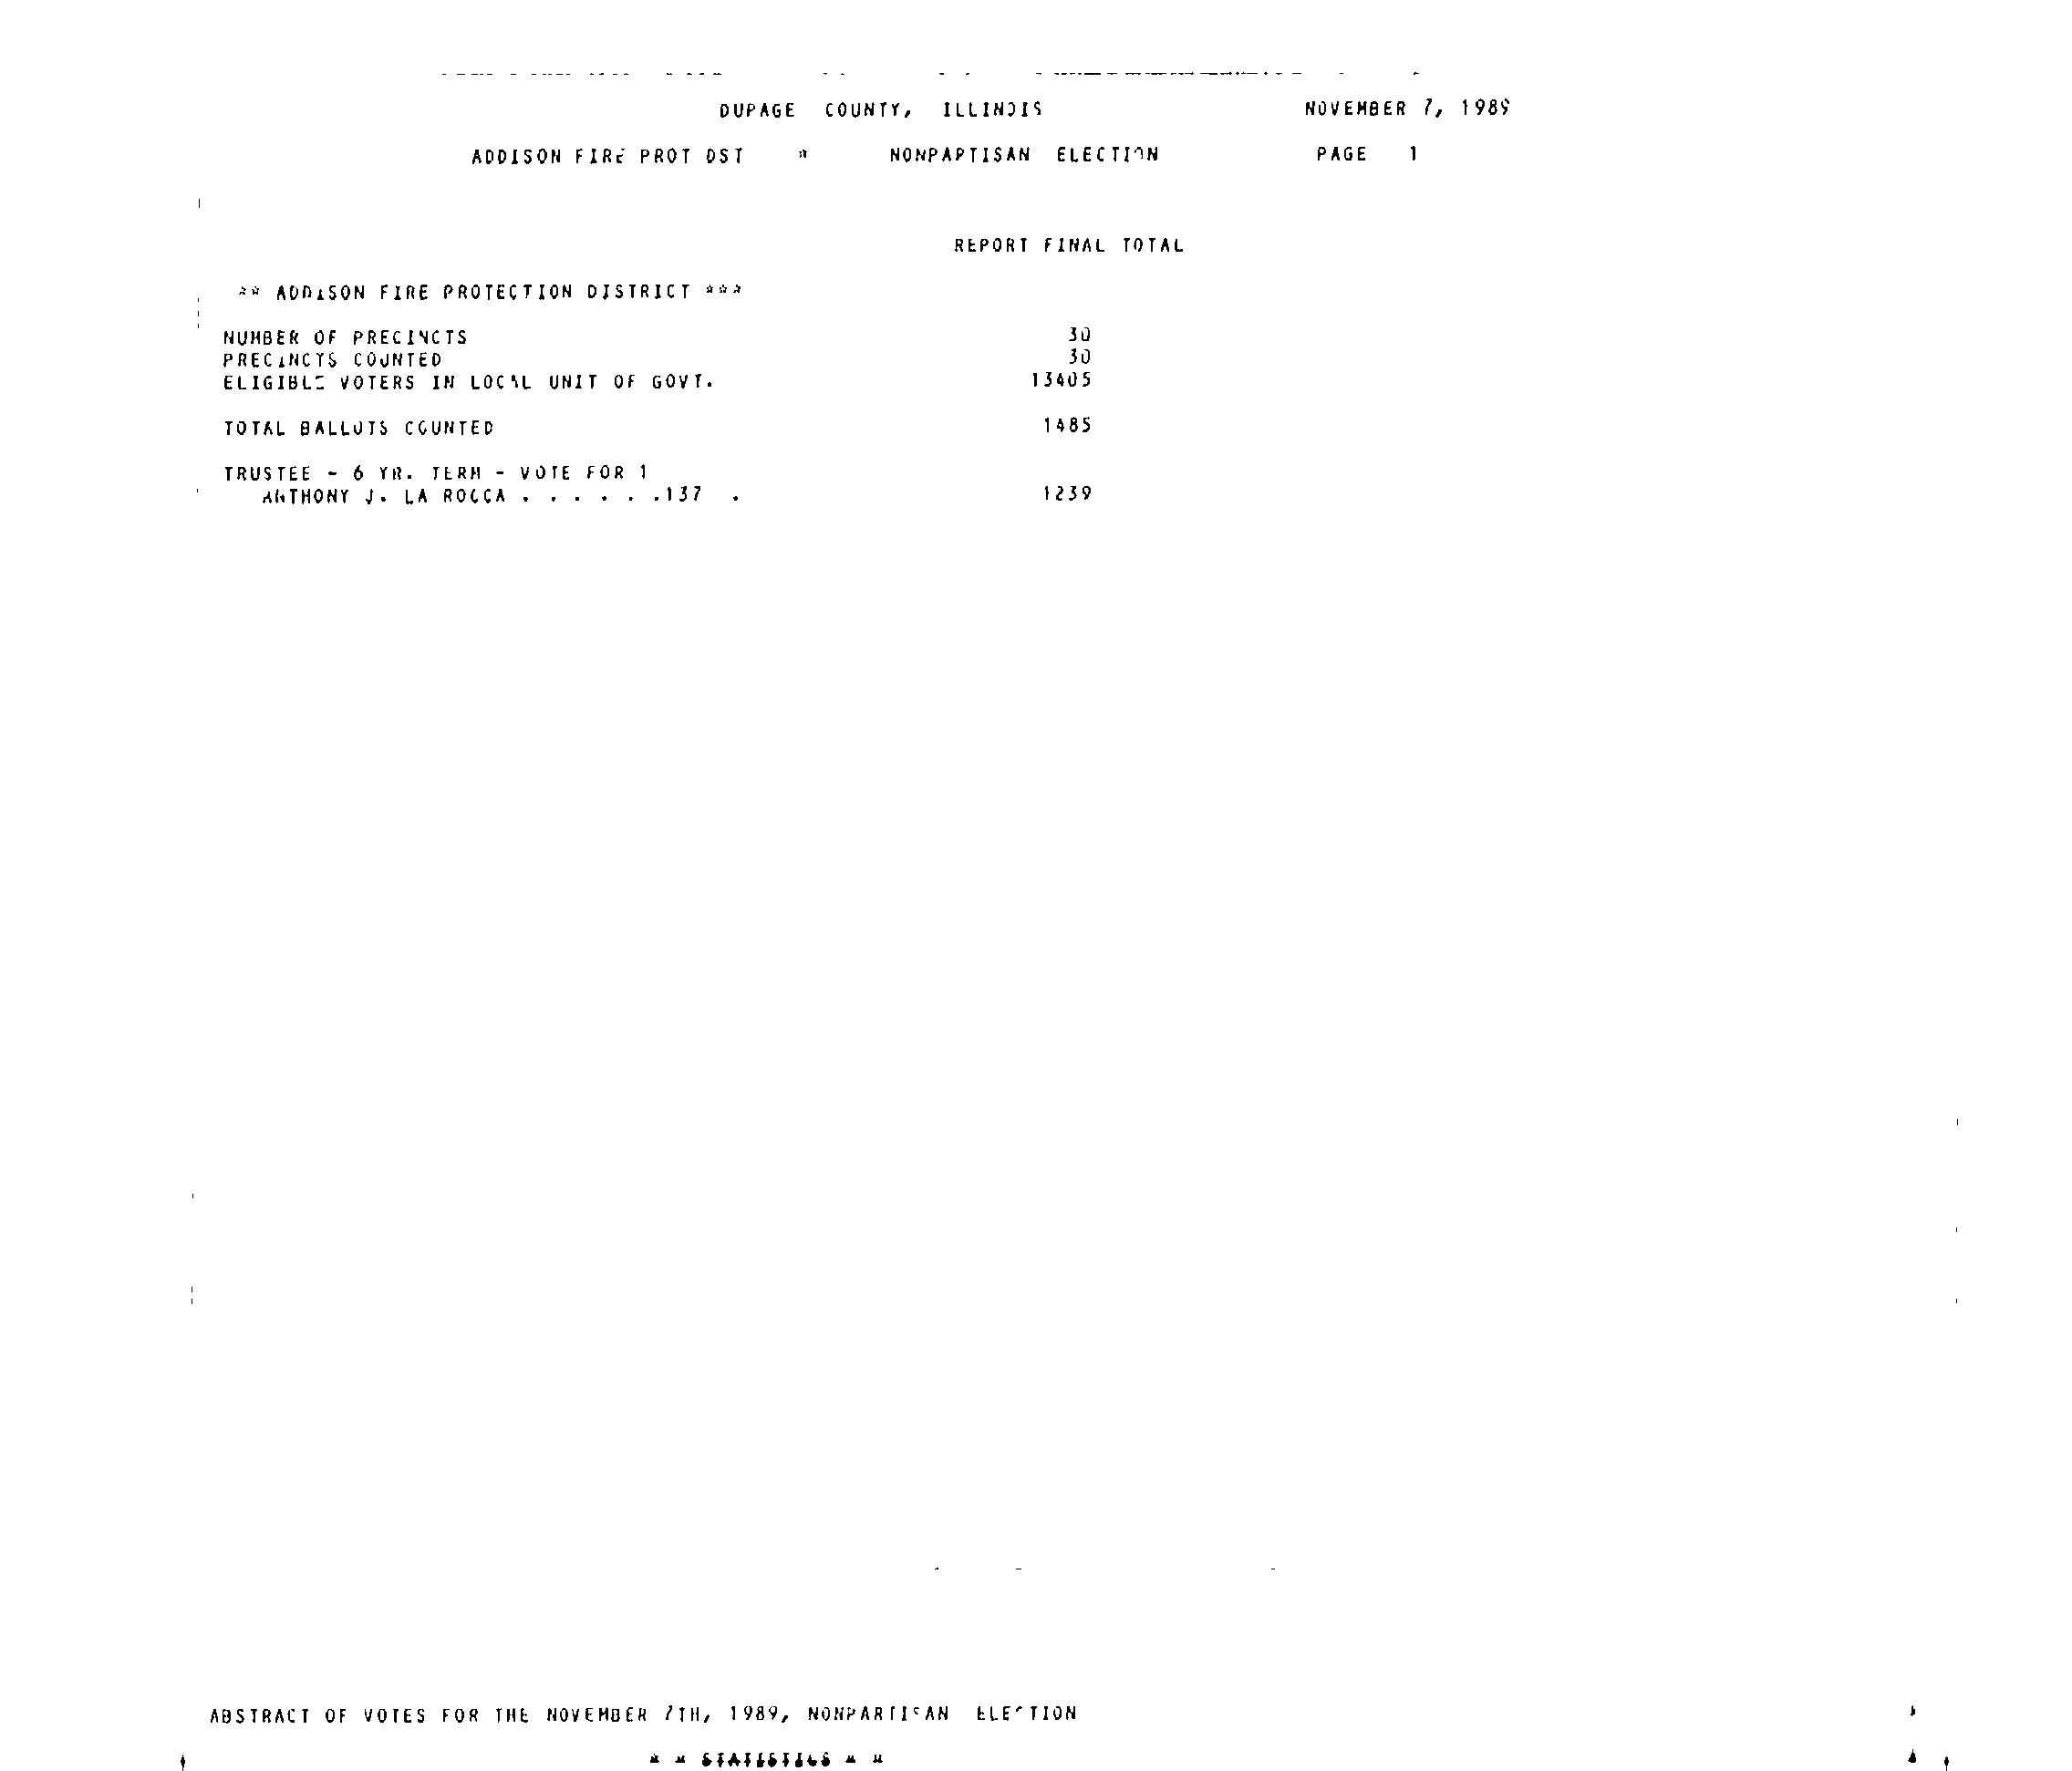 DUPAGE COUNTY, ILLINOIS NOVEMBER 7, 1989
ADDISON FIRE PROT DST * NONPARTISAN ELECTION PAGE 1
REPORT FINAL TOTAL
** ADDISON FIRE PROTECTION DISTRICT ***
NUMBER OF PRECINCTS 30
PRECINCTS COUNTED 30
ELIGIBLE VOTERS IN LOCAL UNIT OF GOVT. 13405
TOTAL BALLOTS COUNTED 1485
TRUSTEE - 6 YR. TERM - VOTE FOR 1
ANTHONY J. LA ROCCA . . . . . .137 . 1239
ABSTRACT OF VOTES FOR THE NOVEMBER 7TH, 1989, NONPARTISAN ELECTION
* * STATISTICS * *